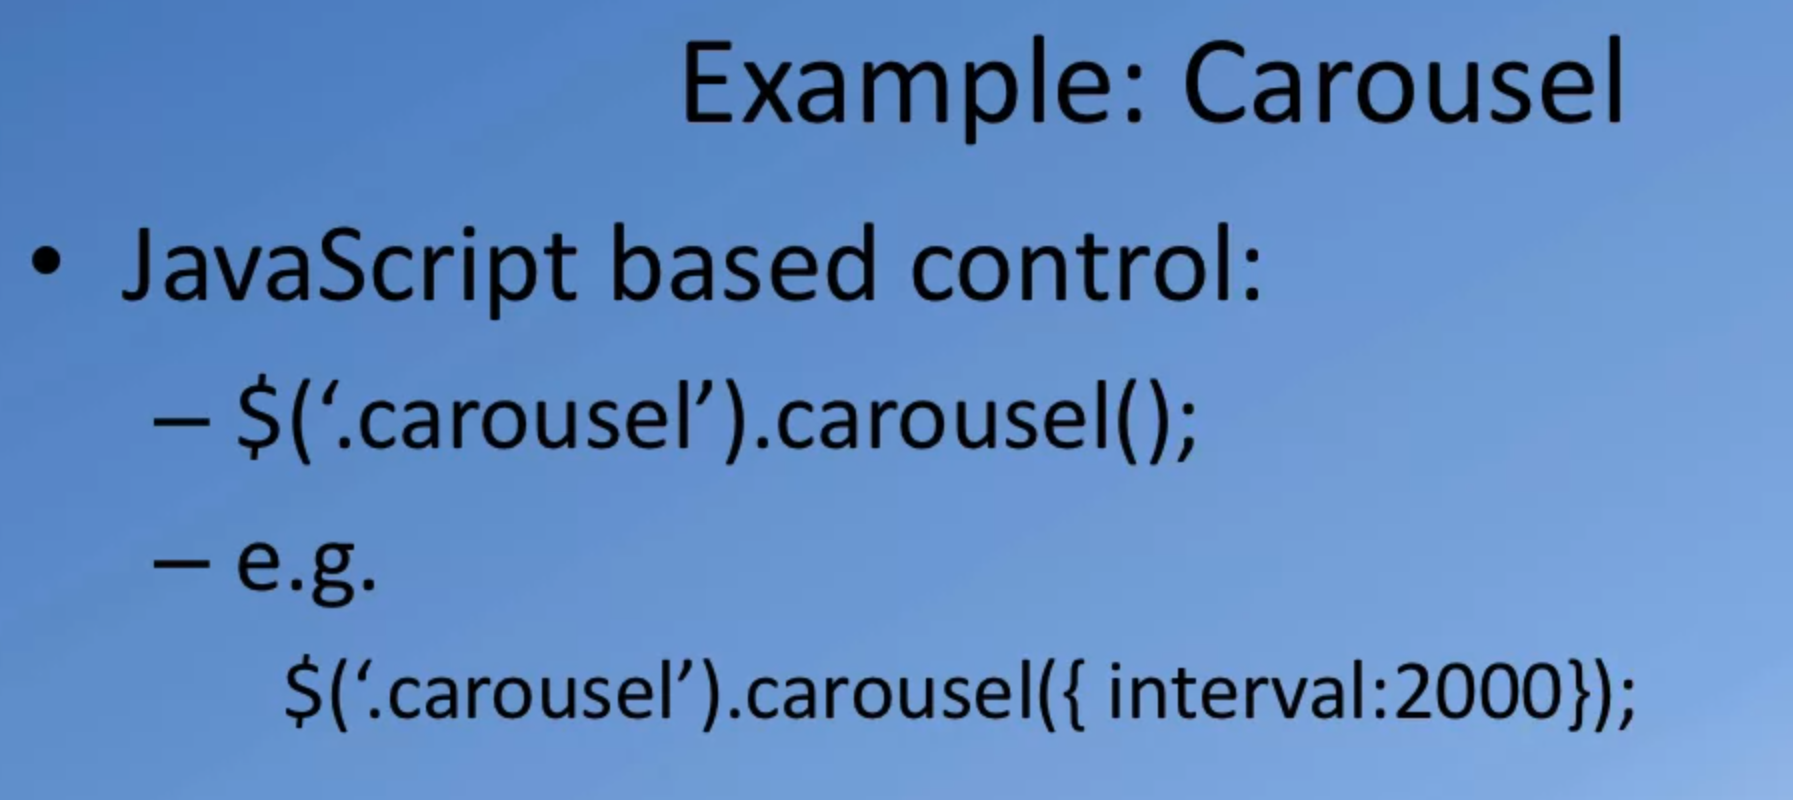 Example: Carousel
• JavaScript based control:
– $(‘.carousel’).carousel();
– e.g.
$(‘.carousel’).carousel({ interval:2000});